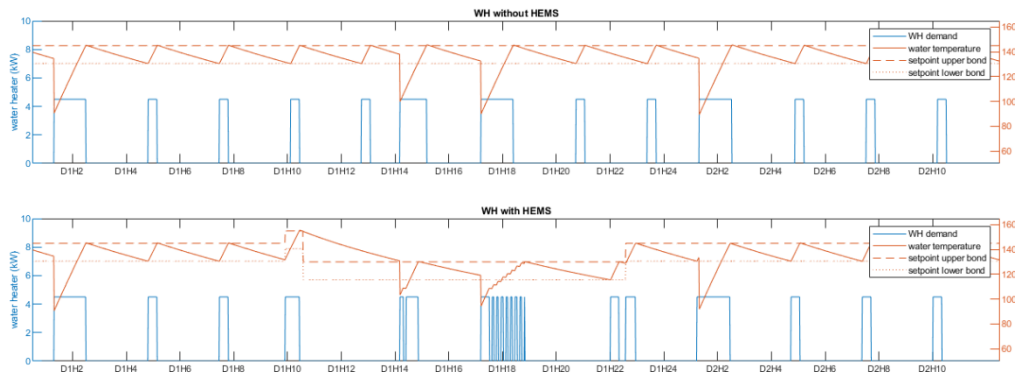 WH without HEMS
10
8
6
4
2
0
water heater (kW)
160
140
120
100
80
60
WH demand
water temperature
setpoint upper bond
setpoint lower bond
D1H2 D1H4 D1H6 D1H8 D1H10 D1H12 D1H14 D1H16 D1H18 D1H20 D1H22 D2H2 D2H4 D2H6 D2H8 D2H10
WH with HEMS
10
8
6
4
2
0
water heater (kW)
160
140
120
100
80
60
WH demand
water temperature
setpoint upper bond
setpoint lower bond
D1H2 D1H4 D1H6 D1H8 D1H10 D1H12 D1H14 D1H16 D1H18 D1H20 D1H22 D2H2 D2H4 D2H6 D2H8 D2H10